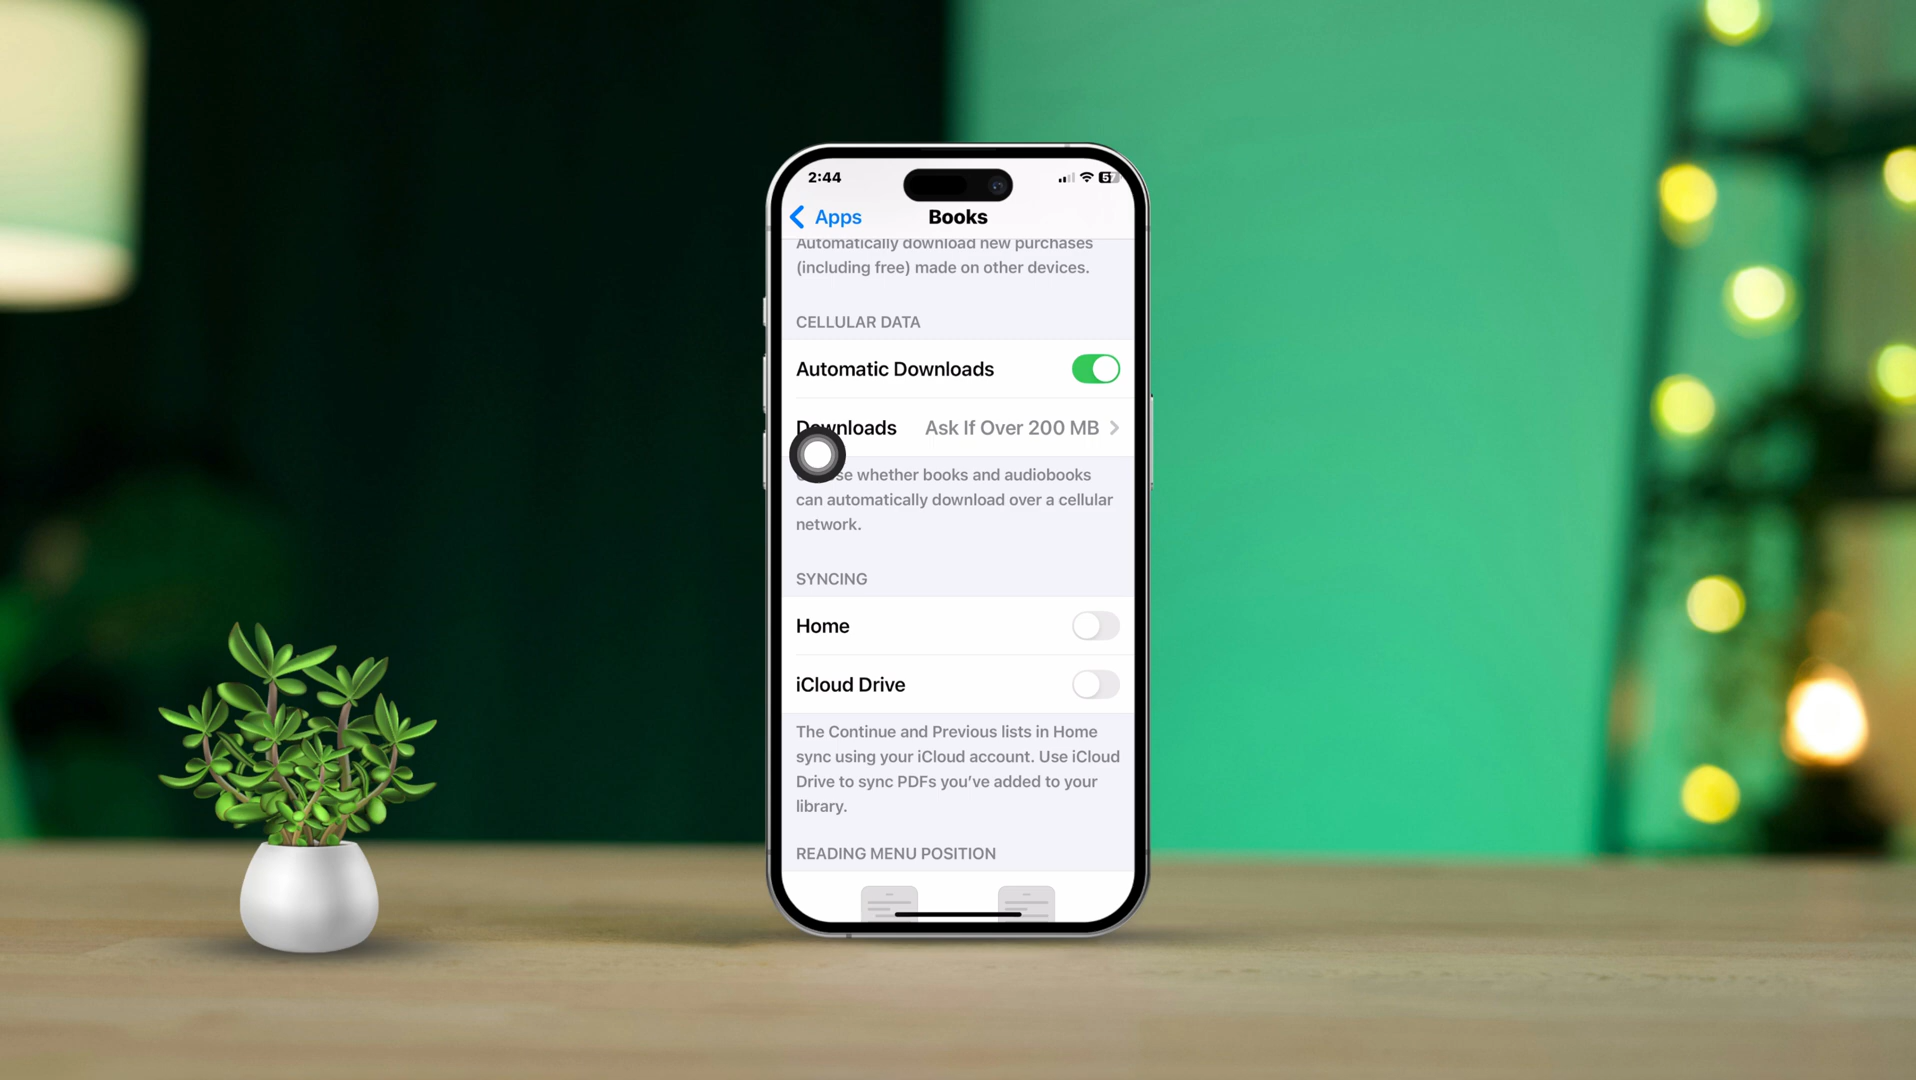 2:44
57
Apps
Books
Automatically download new purchases
(including free) made on other devices.
CELLULAR DATA
Automatic Downloads
Downloads Ask If Over 200 MB
whether books and audiobooks
can automatically download over a cellular
network.
SYNCING
Home
iCloud Drive
The Continue and Previous lists in Home
sync using your iCloud account. Use iCloud
Drive to sync PDFs you’ve added to your
library.
READING MENU POSITION